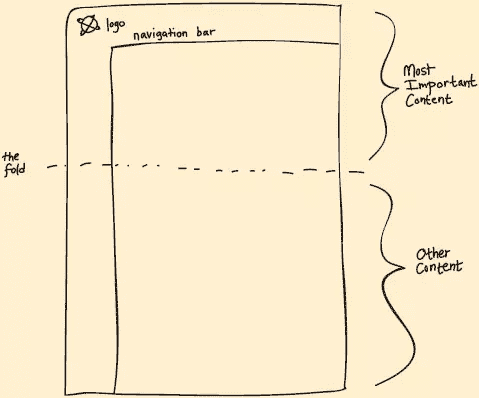 logo
navigation bar
Most
Important
Content
the
fold
Other
Content